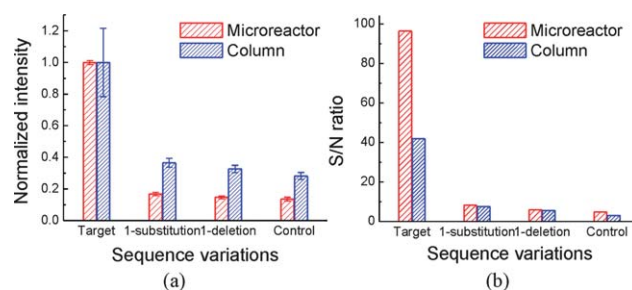 Microreactor
Column
1.2
1.0
0.8
0.6
0.4
0.2
0.0
Normalized intensity
Target 1-substitution 1-deletion Control
Sequence variations
(a)
Microreactor
Column
100
80
60
40
20
0
S/N ratio
Target 1-substitution 1-deletion Control
Sequence variations
(b)